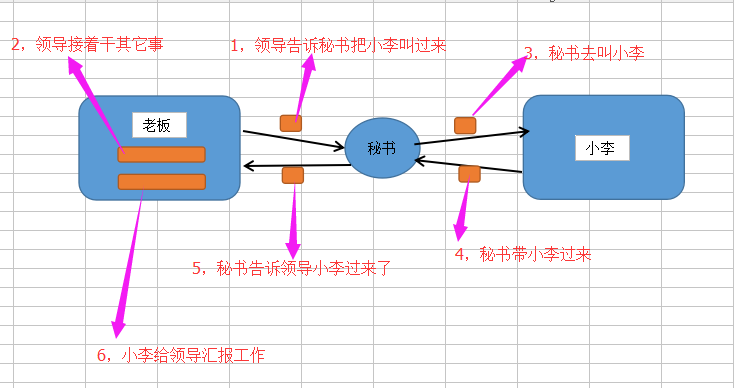 2，领导接着干其它事
1，领导告诉秘书把小李叫过来
3，秘书去叫小李
老板
秘书
小李
5，秘书告诉领导小李过来了
4，秘书带小李过来
6，小李给领导汇报工作